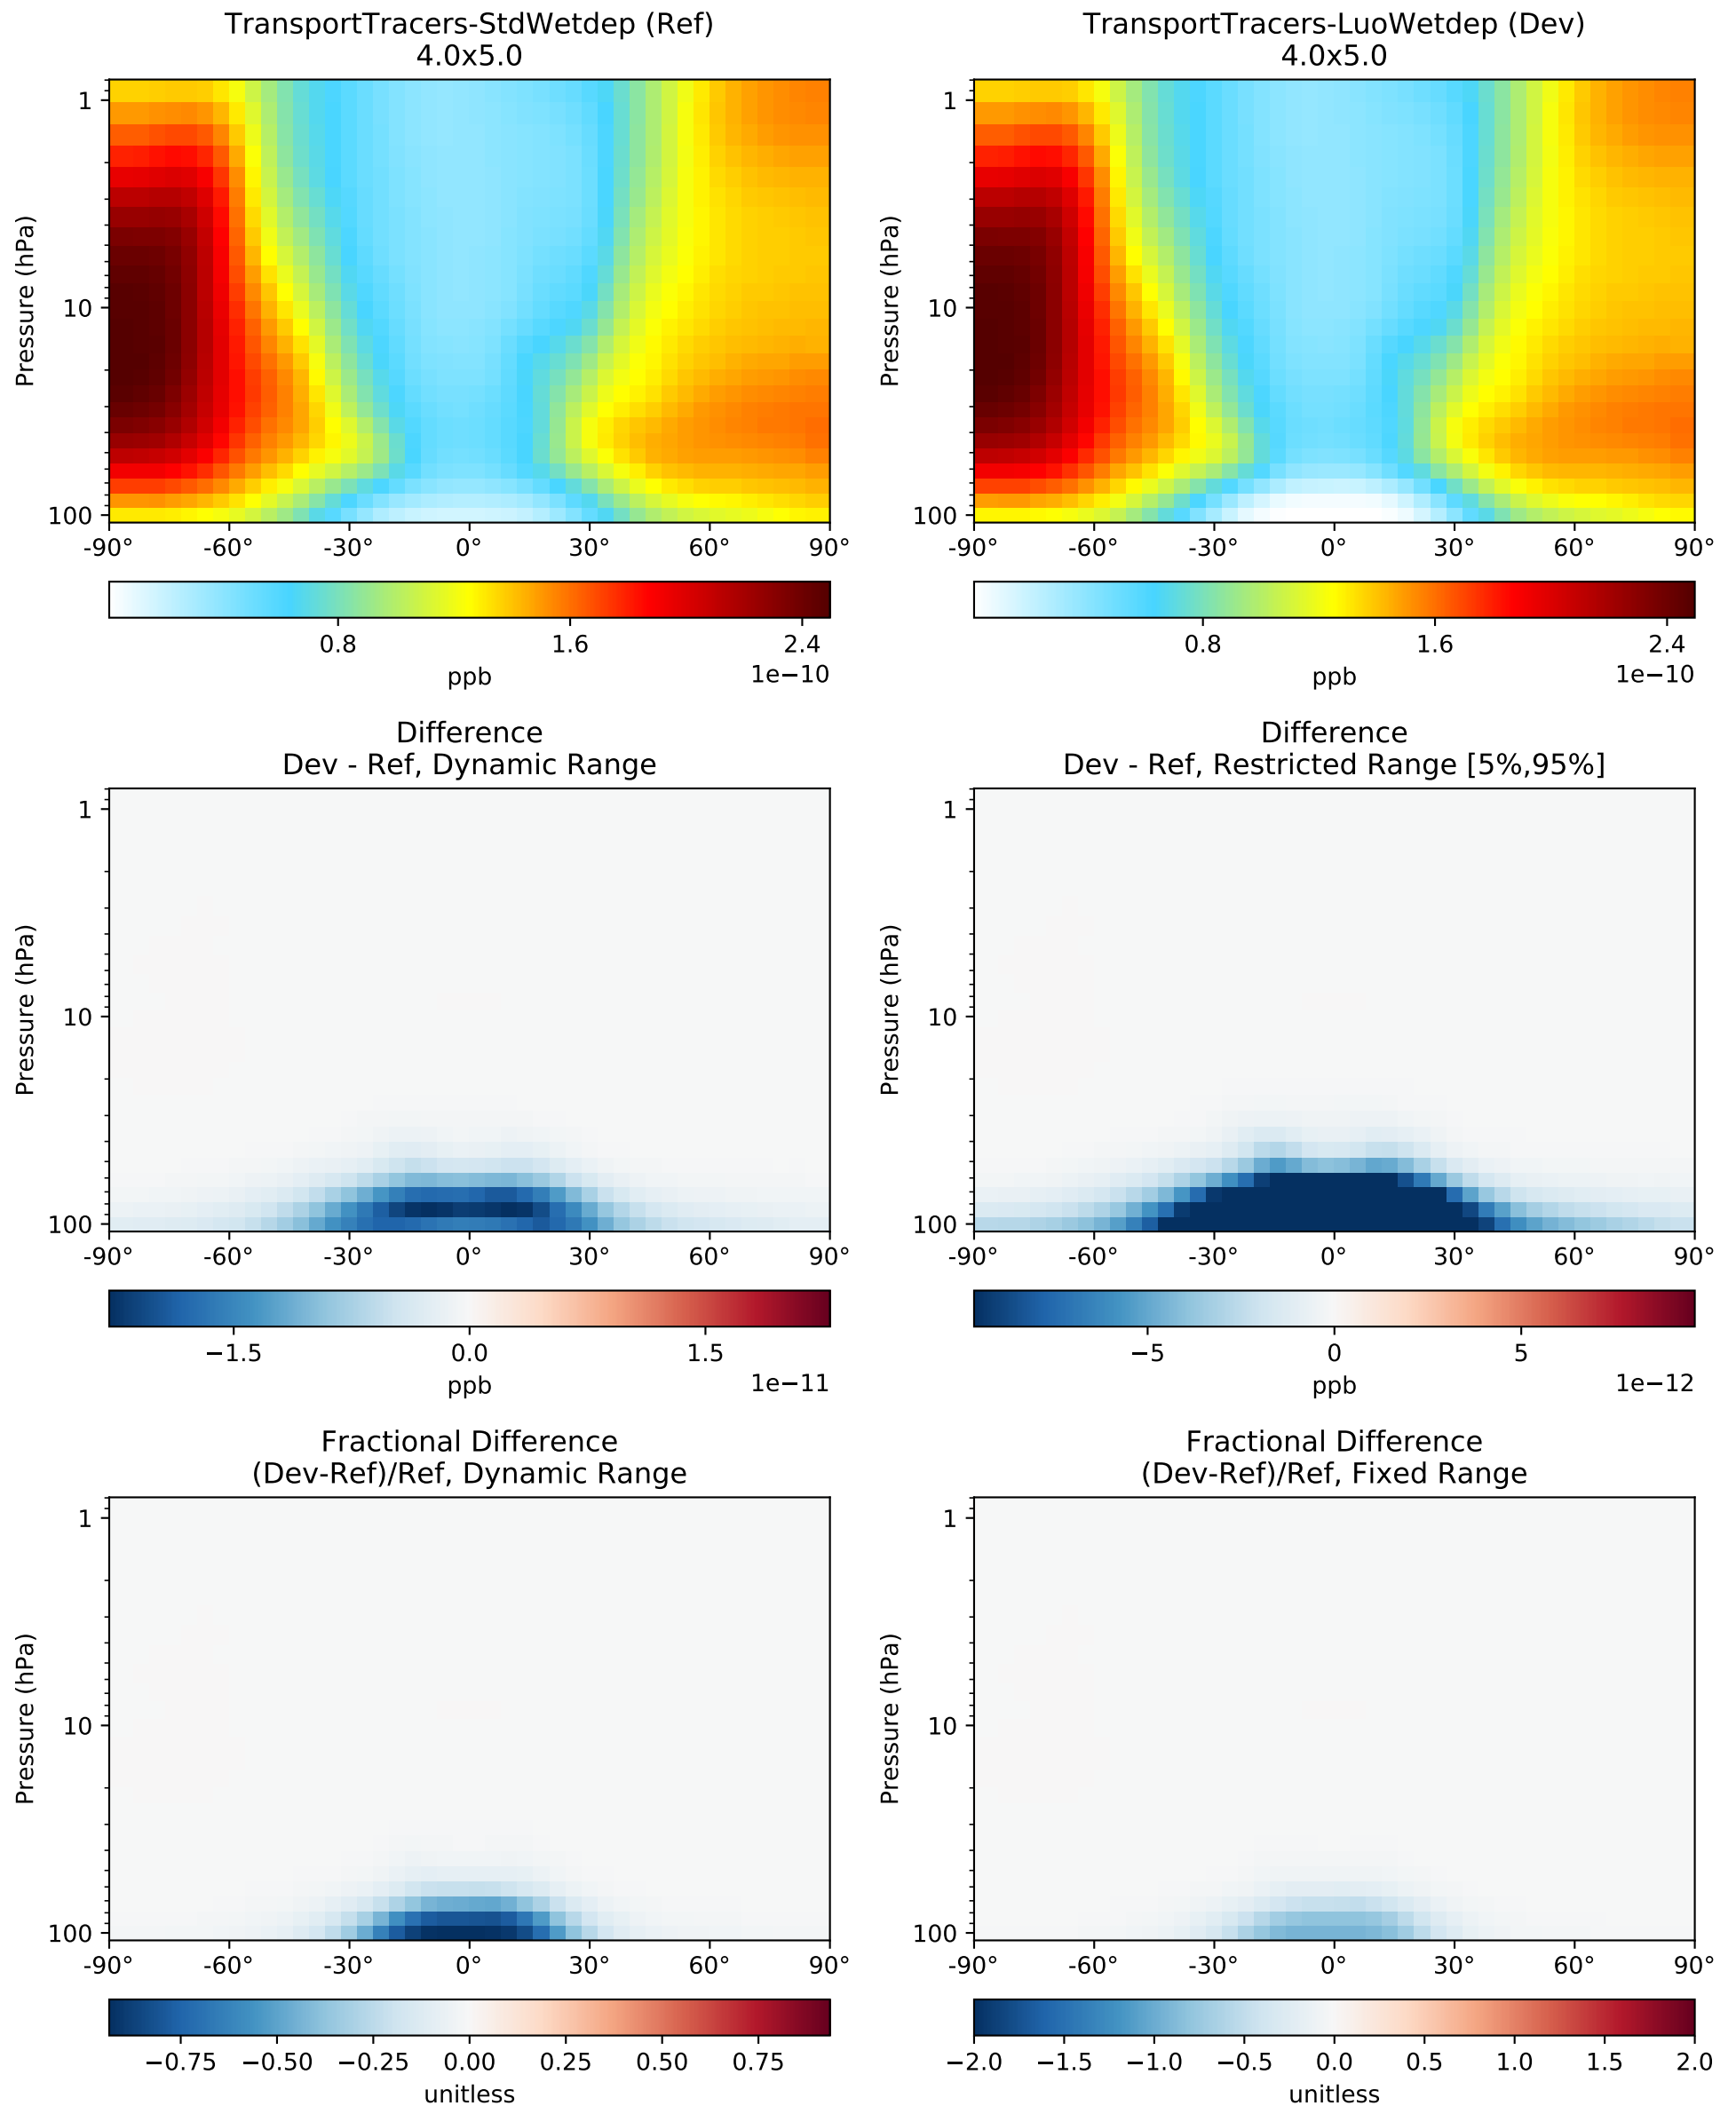 TransportTracers-StdWetdep (Ref)
4.0x5.0
Pressure (hPa)
1
10
100
-90° -60° -30° 0° 30° 60° 90°
0.8 1.6 2.4
ppb
1e−10
TransportTracers-LuoWetdep (Dev)
4.0x5.0
Pressure (hPa)
1
10
100
-90° -60° -30° 0° 30° 60° 90°
0.8 1.6 2.4
ppb
1e−10
Difference
Dev - Ref, Dynamic Range
Pressure (hPa)
1
10
100
-90° -60° -30° 0° 30° 60° 90°
−1.5 0.0 1.5
ppb
1e−11
Difference
Dev - Ref, Restricted Range [5%,95%]
Pressure (hPa)
1
10
100
-90° -60° -30° 0° 30° 60° 90°
−5 0 5
ppb
1e−12
Fractional Difference
(Dev-Ref)/Ref, Dynamic Range
Pressure (hPa)
1
10
100
-90° -60° -30° 0° 30° 60° 90°
−0.75 −0.50 −0.25 0.00 0.25 0.50 0.75
unitless
Fractional Difference
(Dev-Ref)/Ref, Fixed Range
Pressure (hPa)
1
10
100
-90° -60° -30° 0° 30° 60° 90°
−2.0 −1.5 −1.0 −0.5 0.0 0.5 1.0 1.5 2.0
unitless